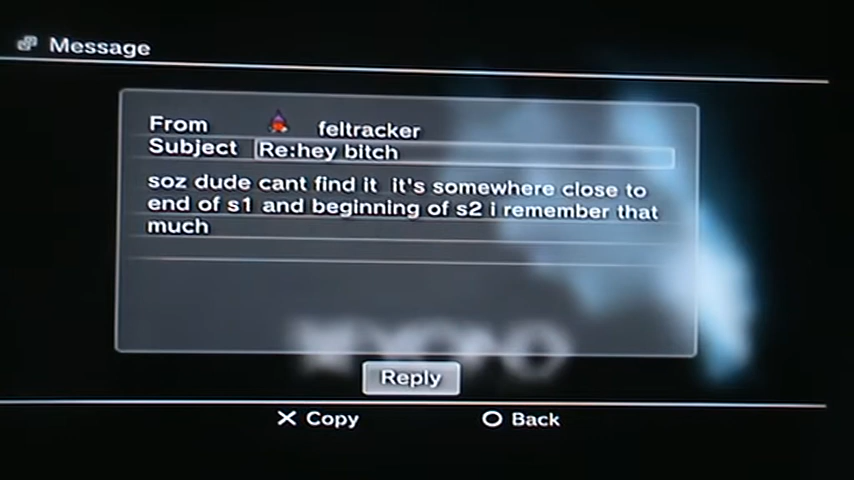 Message
From feltracker
Subject Re:hey bitch
soz dude cant find it it's somewhere close to
end of s1 and beginning of s2 i remember that
much
BEYOND
Reply
X Copy
O Back